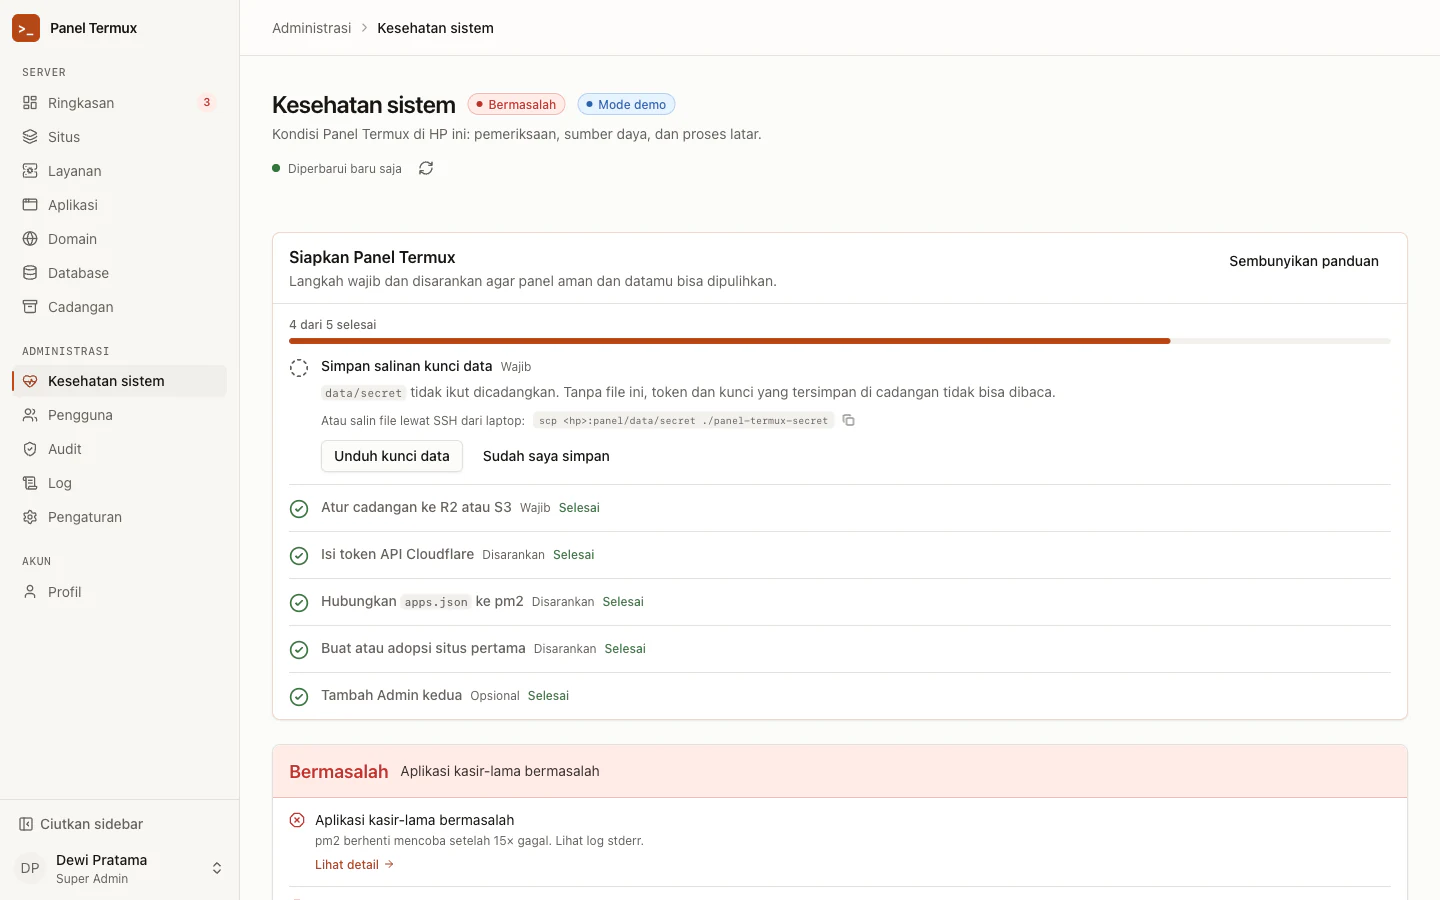 >_ Panel Termux
SERVER
Ringkasan 3
Situs
Layanan
Aplikasi
Domain
Database
Cadangan
ADMINISTRASI
Kesehatan sistem
Pengguna
Audit
Log
Pengaturan
AKUN
Profil
Ciutkan sidebar
DP
Dewi Pratama
Super Admin
Administrasi > Kesehatan sistem
Kesehatan sistem Bermasalah Mode demo
Kondisi Panel Termux di HP ini: pemeriksaan, sumber daya, dan proses latar.
Diperbarui baru saja
Siapkan Panel Termux
Langkah wajib dan disarankan agar panel aman dan datamu bisa dipulihkan.
Sembunyikan panduan
4 dari 5 selesai
Simpan salinan kunci data Wajib
data/secret tidak ikut dicadangkan. Tanpa file ini, token dan kunci yang tersimpan di cadangan tidak bisa dibaca.
Atau salin file lewat SSH dari laptop: scp <hp>:panel/data/secret ./panel-termux-secret
Unduh kunci data Sudah saya simpan
Atur cadangan ke R2 atau S3 Wajib Selesai
Isi token API Cloudflare Disarankan Selesai
Hubungkan apps.json ke pm2 Disarankan Selesai
Buat atau adopsi situs pertama Disarankan Selesai
Tambah Admin kedua Opsional Selesai
Bermasalah Aplikasi kasir-lama bermasalah
Aplikasi kasir-lama bermasalah
pm2 berhenti mencoba setelah 15× gagal. Lihat log stderr.
Lihat detail →